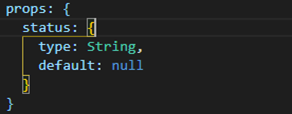 props: {
  status: {
    type: String,
    default: null
  }
}